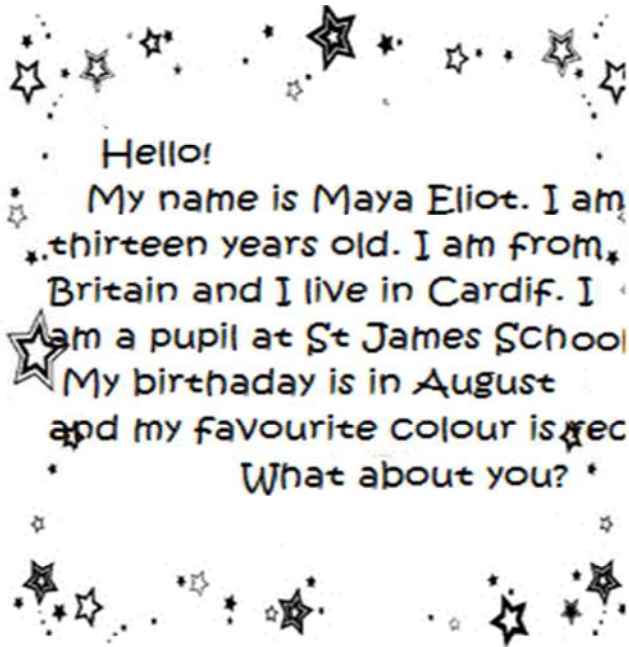 Hello!
My name is Maya Eliot. I am
thirteen years old. I am from
Britain and I live in Cardif. I
am a pupil at St James School
My birthaday is in August
and my favourite colour is
What about you?